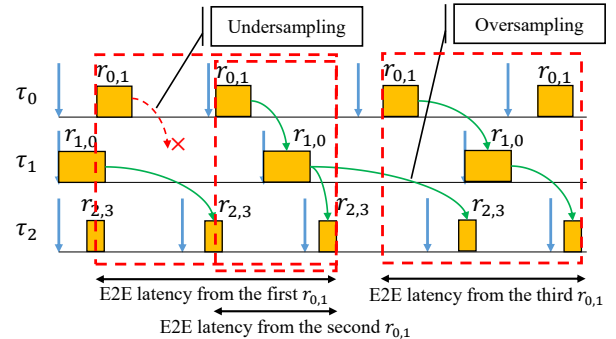 Undersampling
Oversampling
τ₀
r₀,₁
r₀,₁
r₀,₁
r₀,₁
τ₁
r₁,₀
r₁,₀
r₁,₀
τ₂
r₂,₃
r₂,₃
r₂,₃
r₂,₃
r₂,₃
E2E latency from the first r₀,₁
E2E latency from the third r₀,₁
E2E latency from the second r₀,₁